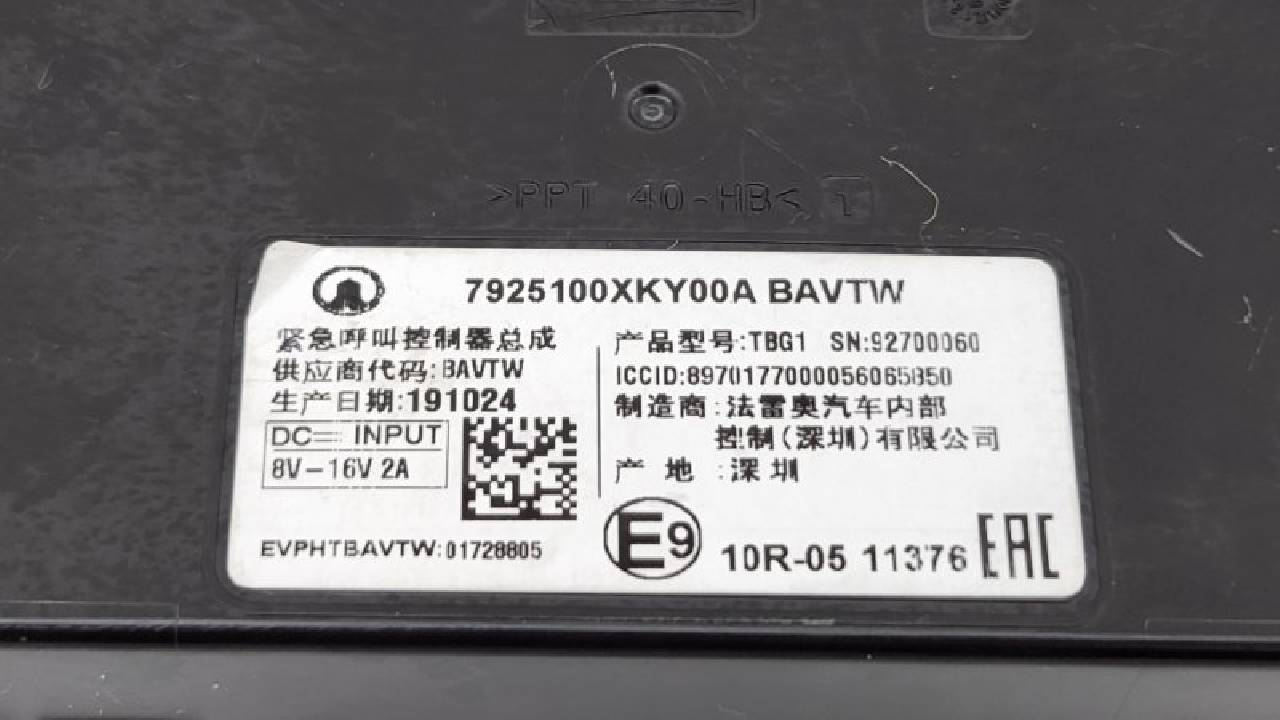 >PPT 40-HB< 1
7925100XKY00A BAVTW
紧急呼叫控制器总成
供应商代码:BAVTW
生产日期:191024
DC INPUT
8V-16V 2A
EVPHTBAVTW:01728805
产品型号:TBG1 SN:92700060
ICCID:8970177000056065850
制造商:法雷奥汽车内部
控制(深圳)有限公司
产 地 :深圳
E9
10R-05 11376
EAC